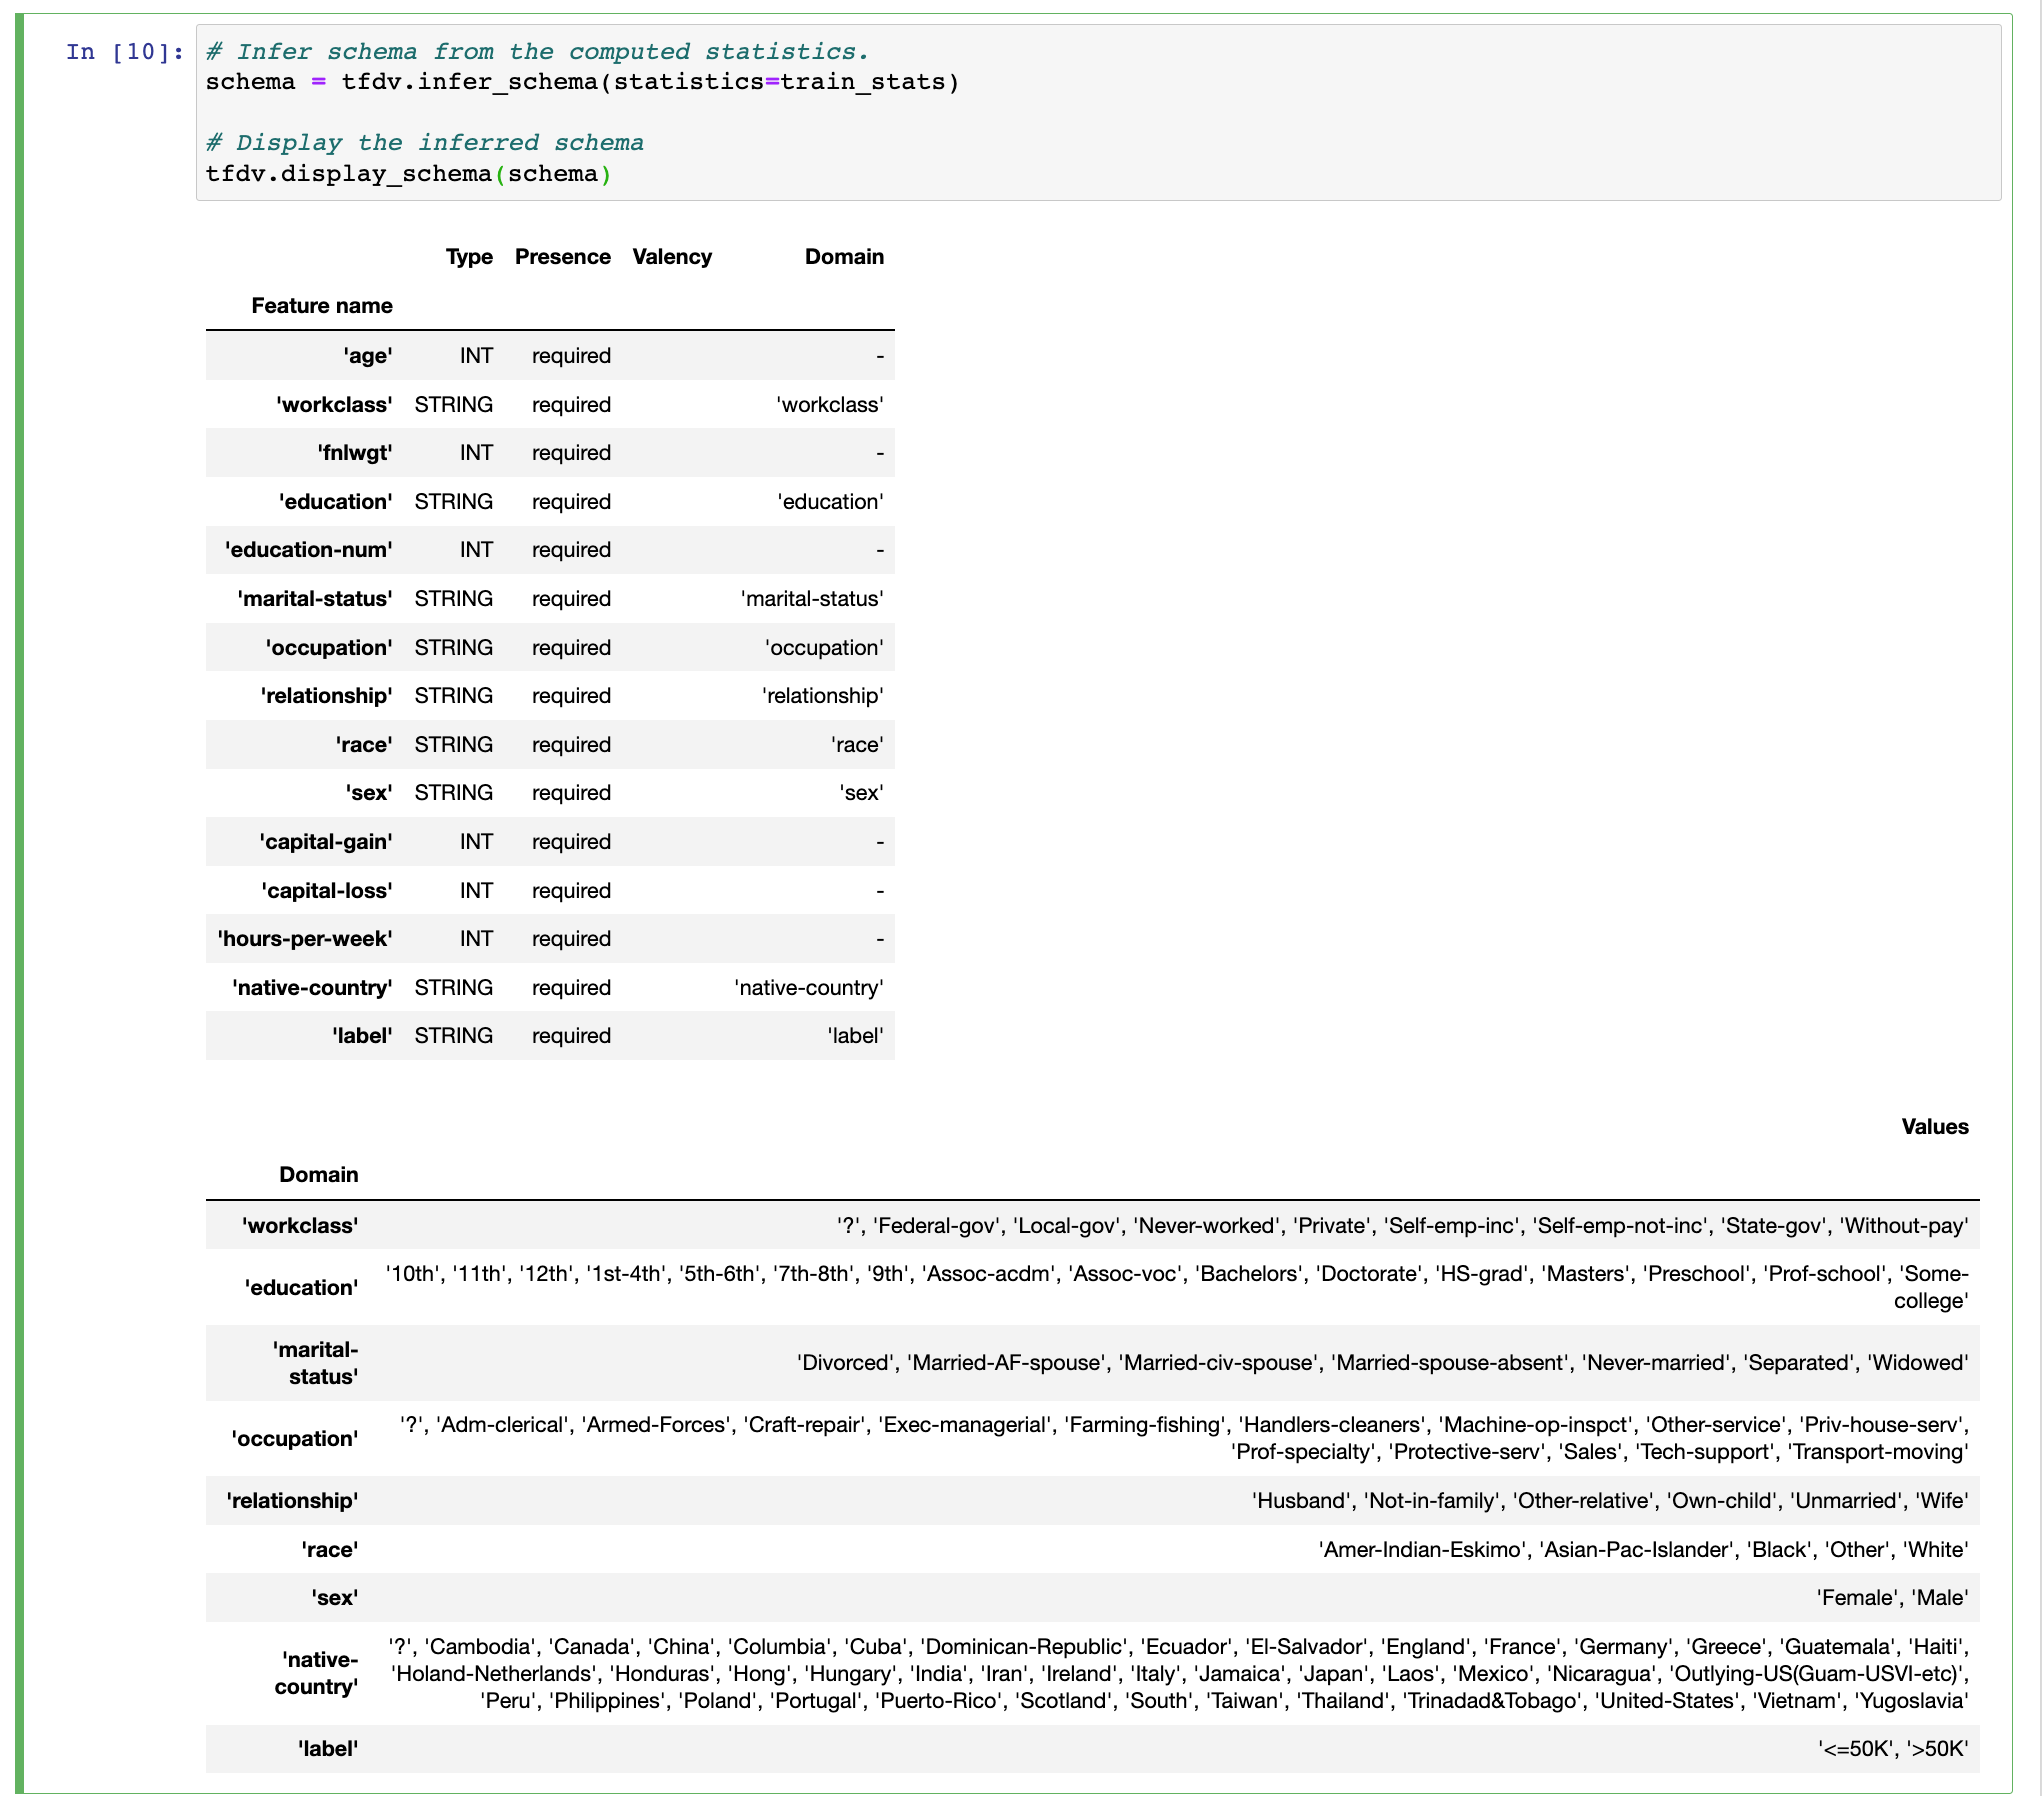 In [10]:
# Infer schema from the computed statistics.
schema = tfdv.infer_schema(statistics=train_stats)
# Display the inferred schema
tfdv.display_schema(schema)
Type Presence Valency Domain
Feature name
'age' INT required -
'workclass' STRING required 'workclass'
'fnlwgt' INT required -
'education' STRING required 'education'
'education-num' INT required -
'marital-status' STRING required 'marital-status'
'occupation' STRING required 'occupation'
'relationship' STRING required 'relationship'
'race' STRING required 'race'
'sex' STRING required 'sex'
'capital-gain' INT required -
'capital-loss' INT required -
'hours-per-week' INT required -
'native-country' STRING required 'native-country'
'label' STRING required 'label'
Values
Domain
'workclass' '?', 'Federal-gov', 'Local-gov', 'Never-worked', 'Private', 'Self-emp-inc', 'Self-emp-not-inc', 'State-gov', 'Without-pay'
'education'
'10th', '11th', '12th', '1st-4th', '5th-6th', '7th-8th', '9th', 'Assoc-acdm', 'Assoc-voc', 'Bachelors', 'Doctorate', 'HS-grad', 'Masters', 'Preschool', 'Prof-school', 'Some-
college'
'marital-
status'
'Divorced', 'Married-AF-spouse', 'Married-civ-spouse', 'Married-spouse-absent', 'Never-married', 'Separated', 'Widowed'
'occupation'
'?', 'Adm-clerical', 'Armed-Forces', 'Craft-repair', 'Exec-managerial', 'Farming-fishing', 'Handlers-cleaners', 'Machine-op-inspct', 'Other-service', 'Priv-house-serv',
'Prof-specialty', 'Protective-serv', 'Sales', 'Tech-support', 'Transport-moving'
'relationship' 'Husband', 'Not-in-family', 'Other-relative', 'Own-child', 'Unmarried', 'Wife'
'race' 'Amer-Indian-Eskimo', 'Asian-Pac-Islander', 'Black', 'Other', 'White'
'sex' 'Female', 'Male'
'native-
country'
'?', 'Cambodia', 'Canada', 'China', 'Columbia', 'Cuba', 'Dominican-Republic', 'Ecuador', 'El-Salvador', 'England', 'France', 'Germany', 'Greece', 'Guatemala', 'Haiti',
'Holand-Netherlands', 'Honduras', 'Hong', 'Hungary', 'India', 'Iran', 'Ireland', 'Italy', 'Jamaica', 'Japan', 'Laos', 'Mexico', 'Nicaragua', 'Outlying-US(Guam-USVI-etc)',
'Peru', 'Philippines', 'Poland', 'Portugal', 'Puerto-Rico', 'Scotland', 'South', 'Taiwan', 'Thailand', 'Trinadad&Tobago', 'United-States', 'Vietnam', 'Yugoslavia'
'label' '<=50K', '>50K'